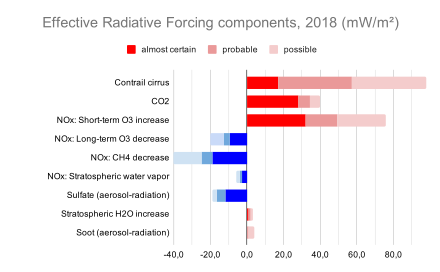 Effective Radiative Forcing components, 2018 (mW/m²)
almost certain probable possible
Contrail cirrus
CO2
NOx: Short-term O3 increase
NOx: Long-term O3 decrease
NOx: CH4 decrease
NOx: Stratospheric water vapor
Sulfate (aerosol-radiation)
Stratospheric H2O increase
Soot (aerosol-radiation)
-40,0 -20,0 0,0 20,0 40,0 60,0 80,0